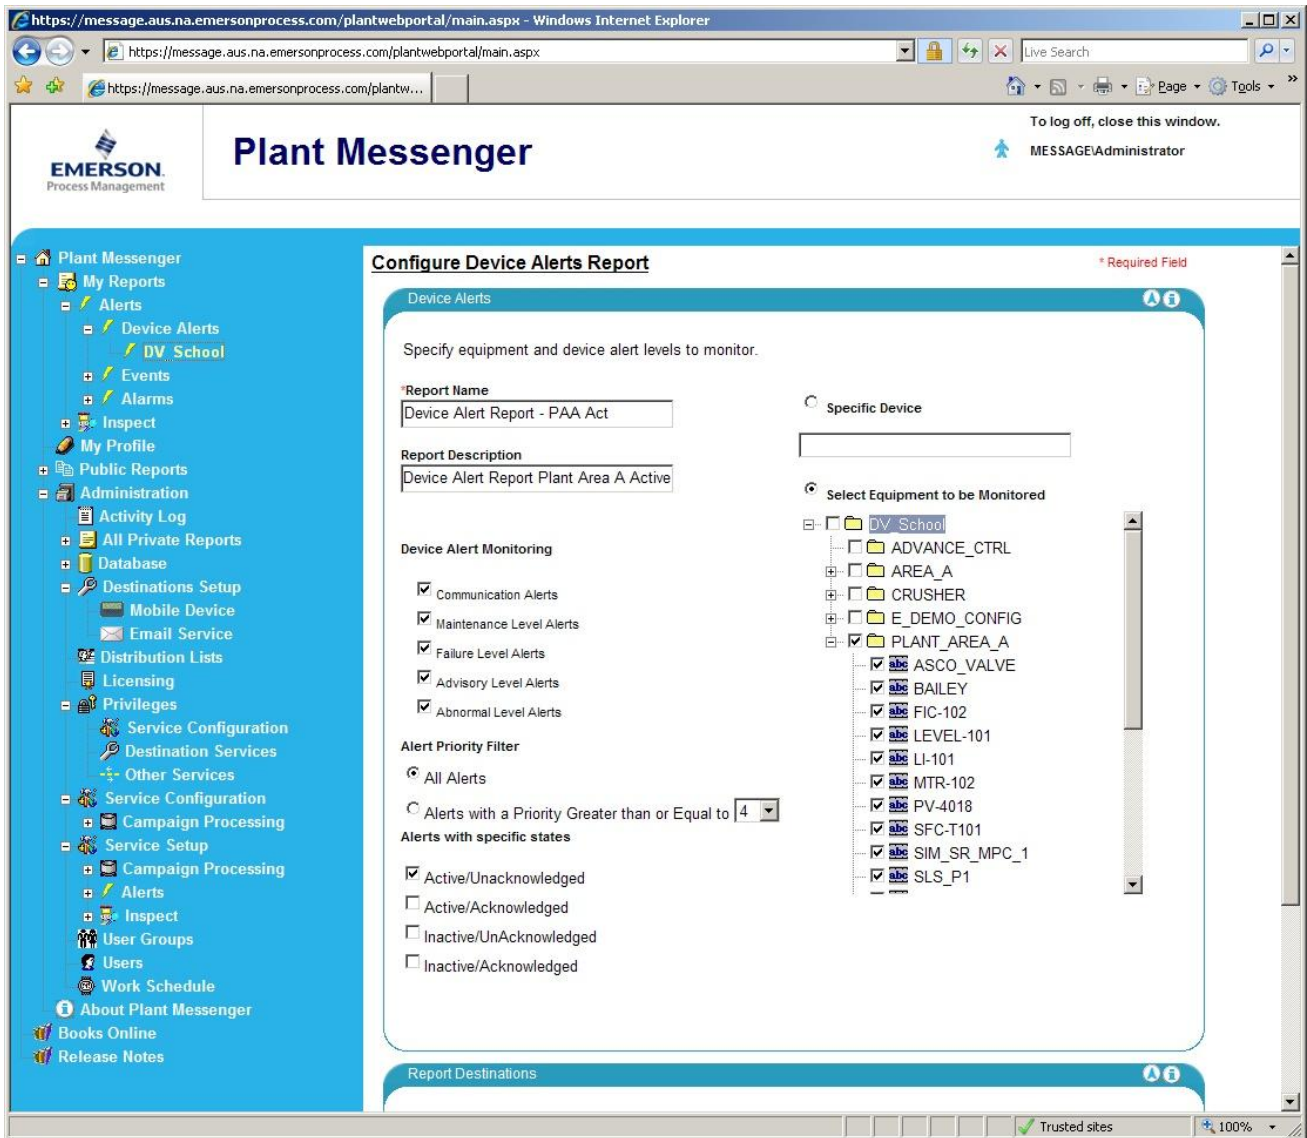 https://message.aus.na.emersonprocess.com/plantwebportal/main.aspx - Windows Internet Explorer
https://message.aus.na.emersonprocess.com/plantwebportal/main.aspx
Live Search
https://message.aus.na.emersonprocess.com/plantw...
Page
Tools
»
EMERSON.
Process Management
Plant Messenger
To log off, close this window.
MESSAGE\Administrator
Plant Messenger
My Reports
Alerts
Device Alerts
DV_School
Events
Alarms
Inspect
My Profile
Public Reports
Administration
Activity Log
All Private Reports
Database
Destinations Setup
Mobile Device
Email Service
Distribution Lists
Licensing
Privileges
Service Configuration
Destination Services
Other Services
Service Configuration
Campaign Processing
Service Setup
Campaign Processing
Alerts
Inspect
User Groups
Users
Work Schedule
About Plant Messenger
Books Online
Release Notes
Configure Device Alerts Report
* Required Field
Device Alerts
Specify equipment and device alert levels to monitor.
*Report Name
Device Alert Report - PAA Act
Report Description
Device Alert Report Plant Area A Active
Device Alert Monitoring
Communication Alerts
Maintenance Level Alerts
Failure Level Alerts
Advisory Level Alerts
Abnormal Level Alerts
Alert Priority Filter
All Alerts
Alerts with a Priority Greater than or Equal to 4
Alerts with specific states
Active/Unacknowledged
Active/Acknowledged
Inactive/UnAcknowledged
Inactive/Acknowledged
Specific Device
Select Equipment to be Monitored
DV_School
ADVANCE_CTRL
AREA_A
CRUSHER
E_DEMO_CONFIG
PLANT_AREA_A
abc ASCO_VALVE
abc BAILEY
abc FIC-102
abc LEVEL-101
abc LI-101
abc MTR-102
abc PV-4018
abc SFC-T101
abc SIM_SR_MPC_1
abc SLS_P1
Report Destinations
Trusted sites
100%